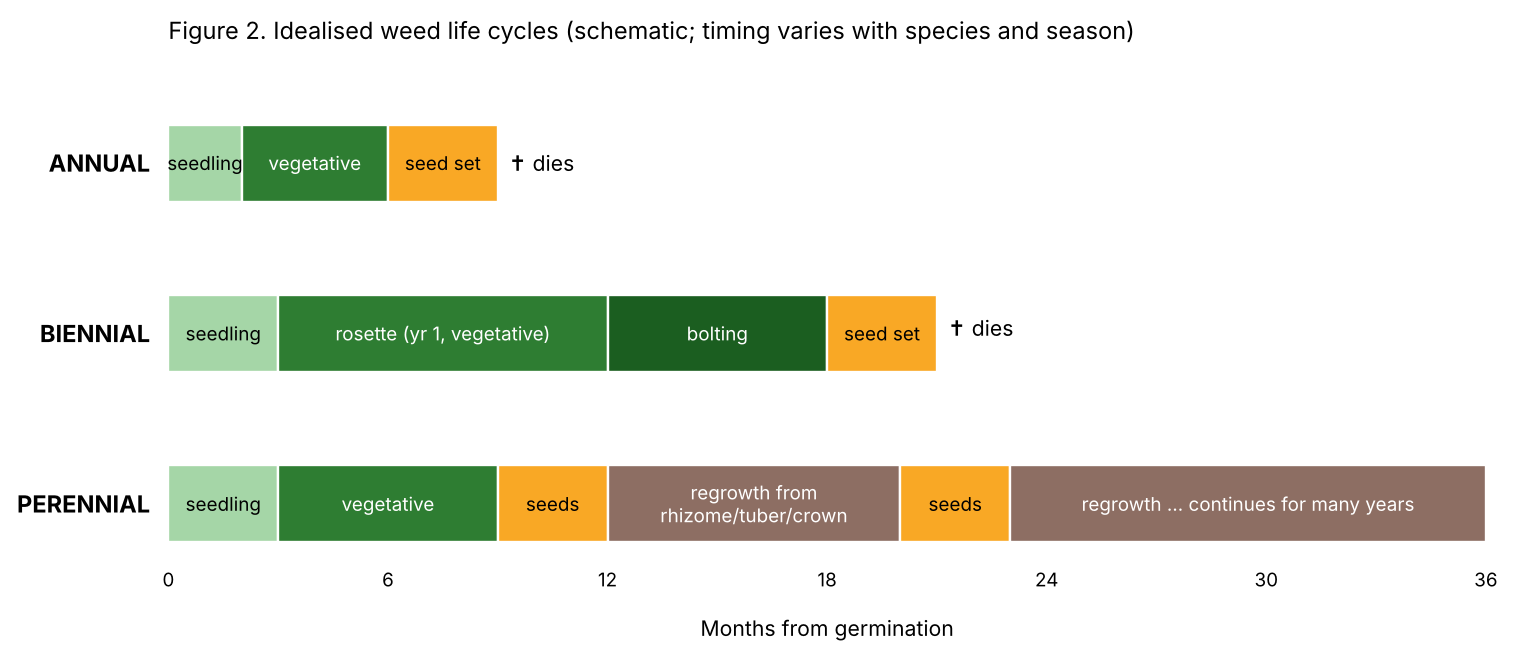 Figure 2. Idealised weed life cycles (schematic; timing varies with species and season)
ANNUAL seedling vegetative seed set ✝ dies
BIENNIAL seedling rosette (yr 1, vegetative) bolting seed set ✝ dies
PERENNIAL seedling vegetative seeds regrowth from
rhizome/tuber/crown seeds regrowth ... continues for many years
0 6 12 18 24 30 36
Months from germination